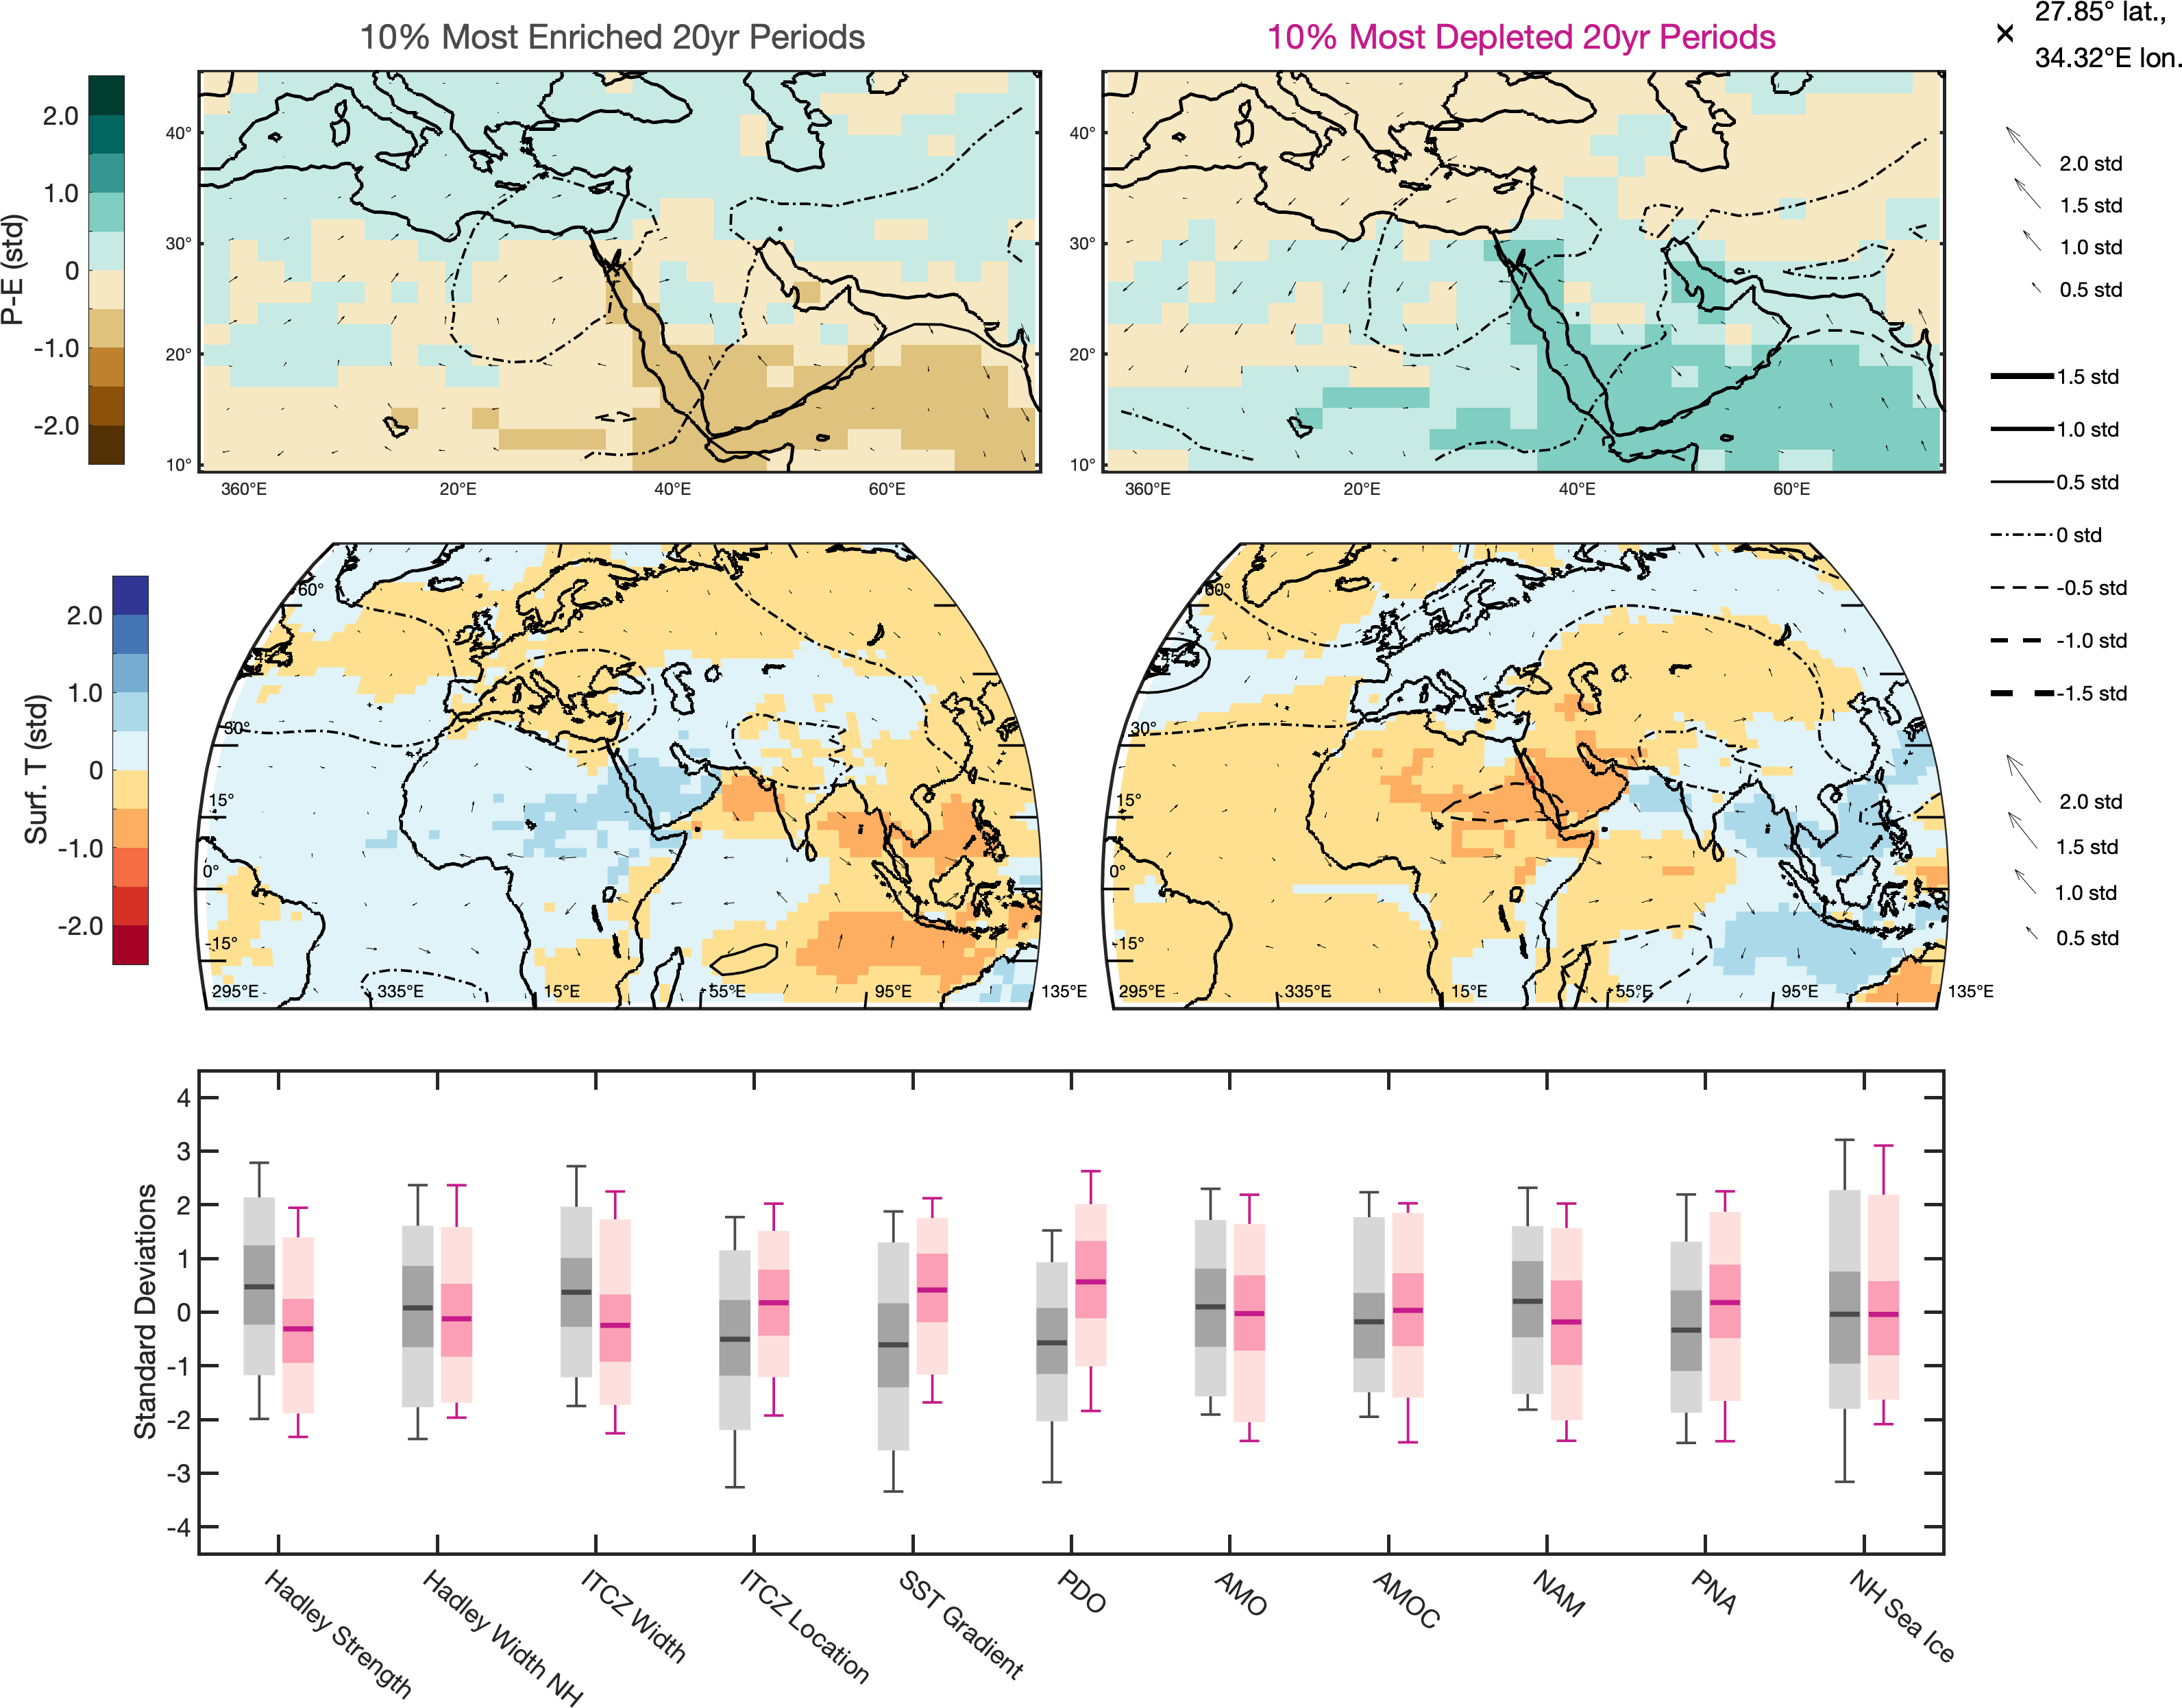 10% Most Enriched 20yr Periods
10% Most Depleted 20yr Periods
27.85° lat.,
34.32°E lon.
P-E (std)
2.0
1.0
0
-1.0
-2.0
40°
30°
20°
10°
360°E 20°E 40°E 60°E
40°
30°
20°
10°
360°E 20°E 40°E 60°E
2.0 std
1.5 std
1.0 std
0.5 std
1.5 std
1.0 std
0.5 std
0 std
-0.5 std
-1.0 std
-1.5 std
2.0 std
1.5 std
1.0 std
0.5 std
Surf. T (std)
2.0
1.0
0
-1.0
-2.0
60°
30°
15°
0°
-15°
295°E 335°E 15°E 55°E 95°E 135°E
60°
30°
15°
0°
-15°
295°E 335°E 15°E 55°E 95°E 135°E
Standard Deviations
4
3
2
1
0
-1
-2
-3
-4
Hadley Strength
Hadley Width NH
ITCZ Width
ITCZ Location
SST Gradient
PDO
AMO
AMOC
NAM
PNA
NH Sea Ice